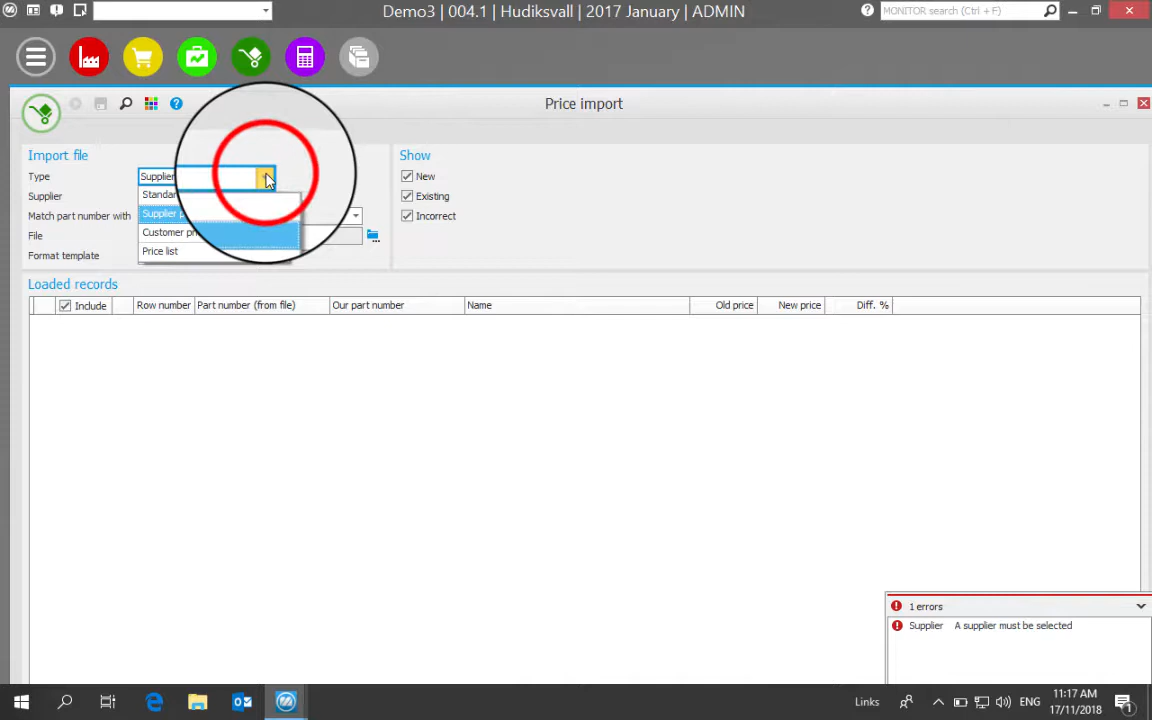 Demo3 | 004.1 | Hudiksvall | 2017 January | ADMIN
MONITOR search (Ctrl + F)
Price import
Import file
Show
Type
Supplier
New
Supplier
Standar
Existing
Match part number with
Supplier p
Incorrect
File
Customer pri
Format template
Price list
Loaded records
Include
Row number
Part number (from file)
Our part number
Name
Old price
New price
Diff. %
1 errors
Supplier A supplier must be selected
Links
ENG
11:17 AM
17/11/2018
1